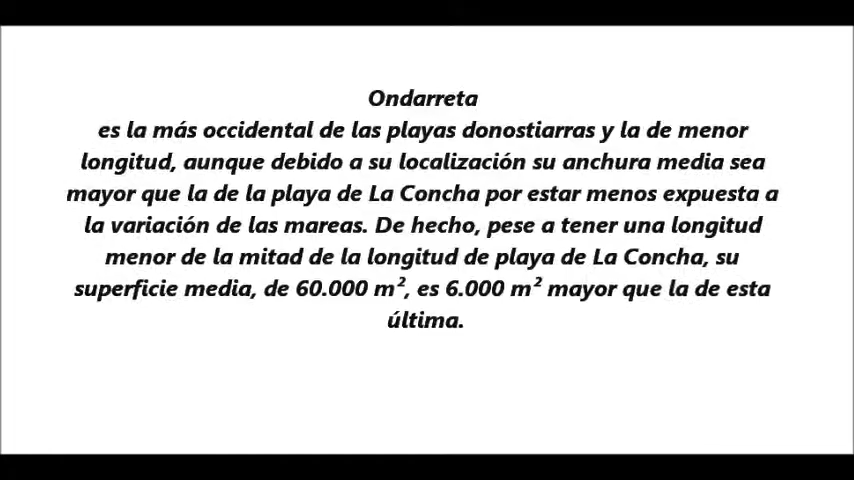 Ondarreta
es la más occidental de las playas donostiarras y la de menor
longitud, aunque debido a su localización su anchura media sea
mayor que la de la playa de La Concha por estar menos expuesta a
la variación de las mareas. De hecho, pese a tener una longitud
menor de la mitad de la longitud de playa de La Concha, su
superficie media, de 60.000 m², es 6.000 m² mayor que la de esta
última.